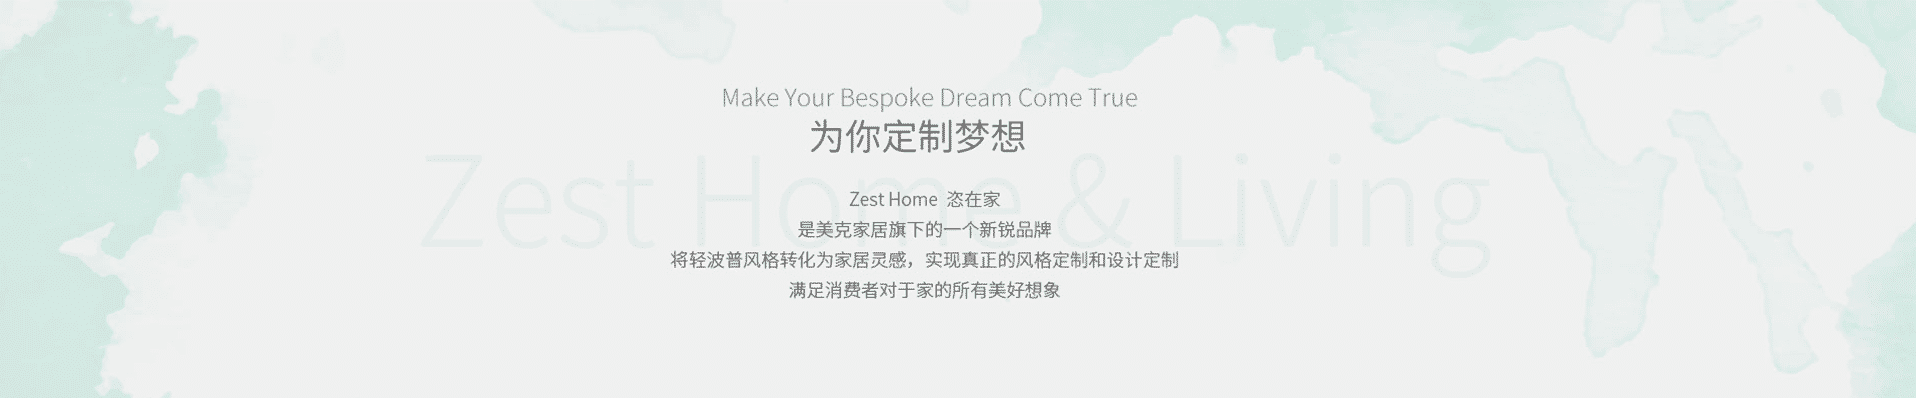 Make Your Bespoke Dream Come True
为你定制梦想
Zest Home & Living
Zest Home 恣在家
是美克家居旗下的一个新锐品牌
将轻波普风格转化为家居灵感，实现真正的风格定制和设计定制
满足消费者对于家的所有美好想象